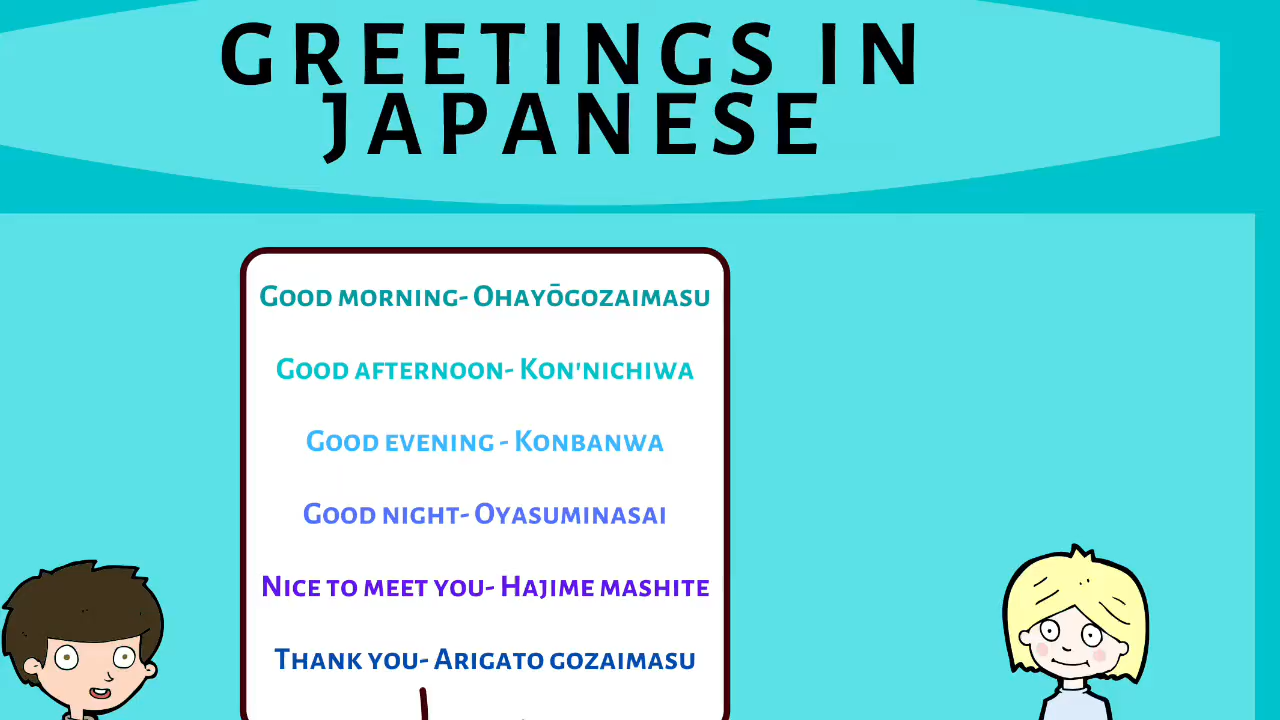 GREETINGS IN
JAPANESE
GOOD MORNING- OHAYŌGOZAIMASU
GOOD AFTERNOON- KON'NICHIWA
GOOD EVENING - KONBANWA
GOOD NIGHT- OYASUMINASAI
NICE TO MEET YOU- HAJIME MASHITE
THANK YOU- ARIGATO GOZAIMASU